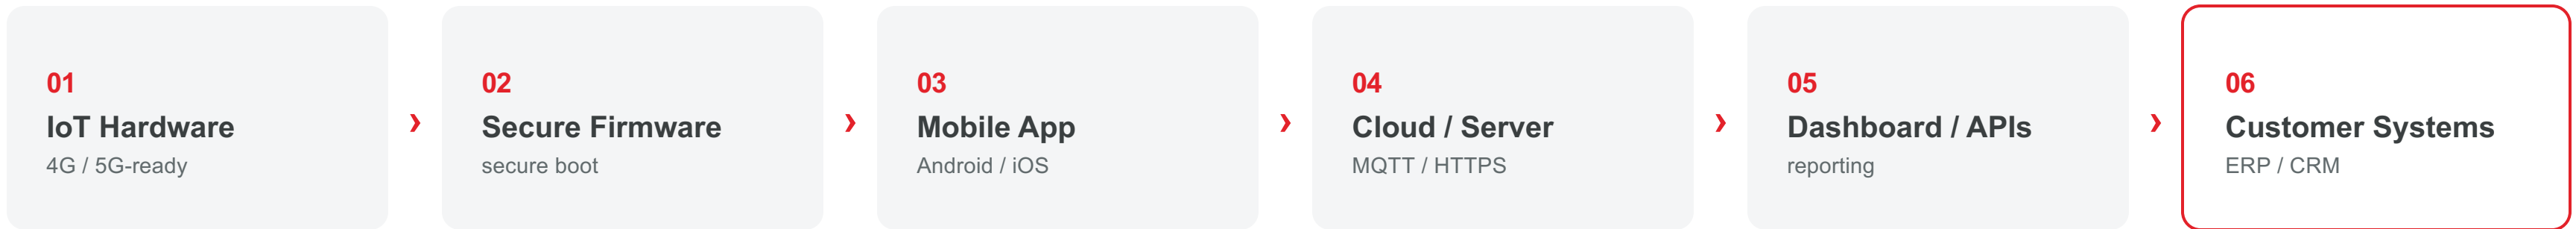 01
IoT Hardware
4G / 5G-ready
›
02
Secure Firmware
secure boot
›
03
Mobile App
Android / iOS
›
04
Cloud / Server
MQTT / HTTPS
›
05
Dashboard / APIs
reporting
›
06
Customer Systems
ERP / CRM